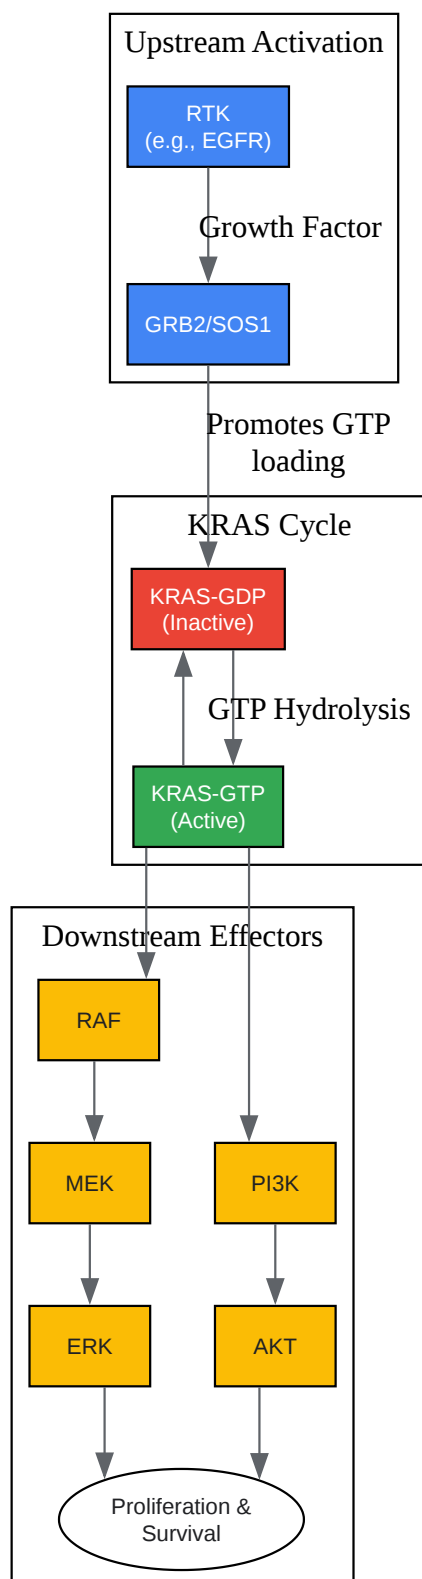 Upstream Activation
RTK
(e.g., EGFR)
Growth Factor
GRB2/SOS1
Promotes GTP
loading
KRAS Cycle
KRAS-GDP
(Inactive)
GTP Hydrolysis
KRAS-GTP
(Active)
Downstream Effectors
RAF
MEK
PI3K
ERK
AKT
Proliferation &
Survival